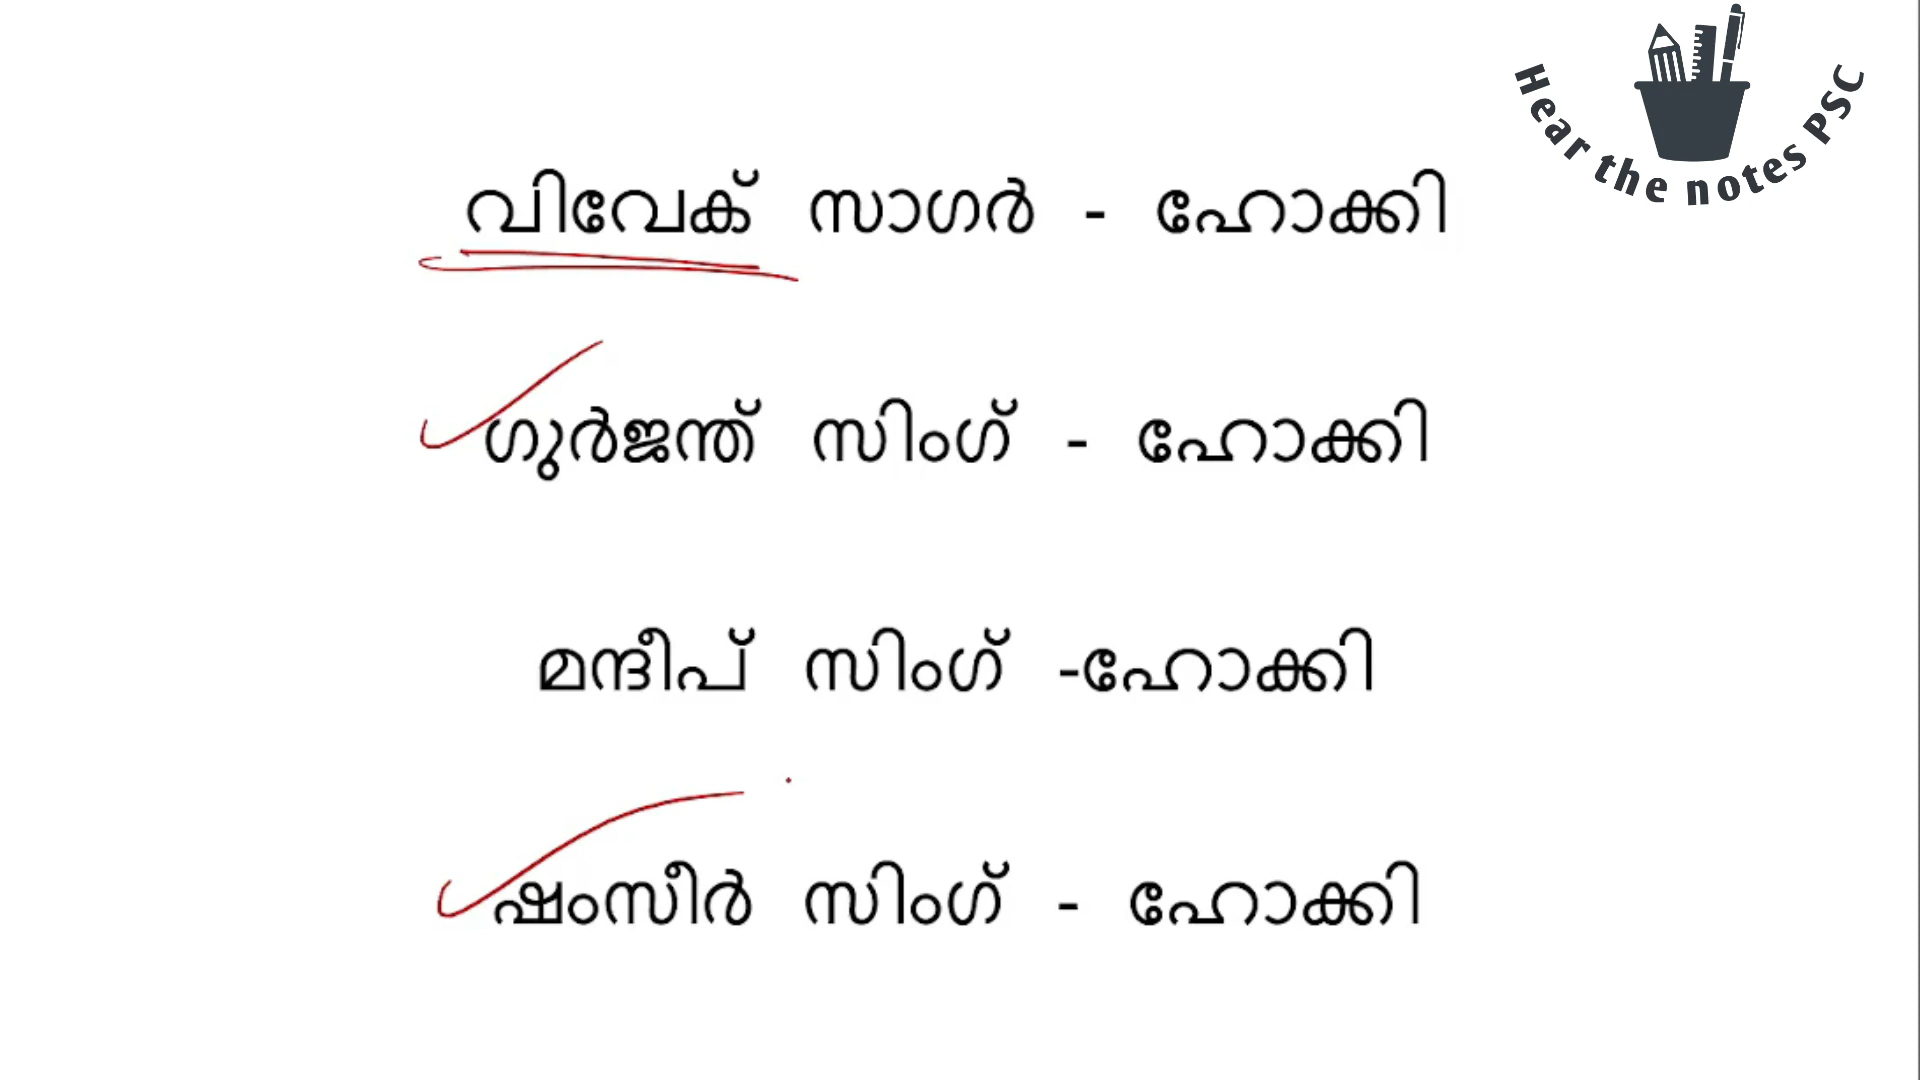 Hear the notes PSC
വിവേക് സാഗർ - ഹോക്കി
ഗുർജന്ത് സിംഗ് - ഹോക്കി
മന്ദീപ് സിംഗ് -ഹോക്കി
ഷംസീർ സിംഗ് - ഹോക്കി